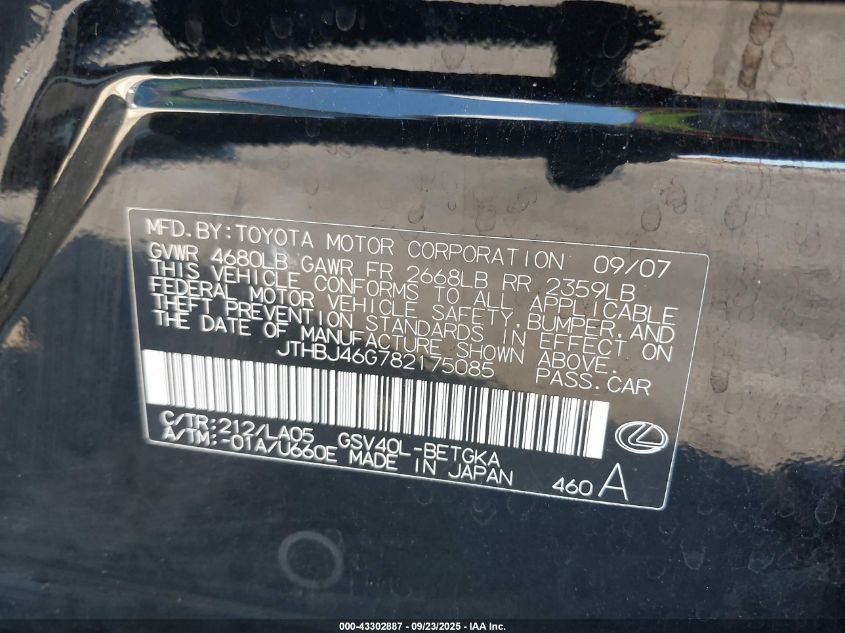 MFD.BY:TOYOTA MOTOR CORPORATION 09/07
GVWR 4680LB GAWR FR 2668LB RR 2359LB
THIS VEHICLE CONFORMS TO ALL APPLICABLE
FEDERAL MOTOR VEHICLE SAFETY,BUMPER,AND
THEFT PREVENTION STANDARDS IN EFFECT ON
THE DATE OF MANUFACTURE SHOWN ABOVE.
JTHBJ46G782175085 PASS.CAR
C/TR:212/LA05 GSV40L-BETGKA
A/TM:-01A/U660E MADE IN JAPAN
460 A
000-43302887 - 09/23/2025 - IAA Inc.